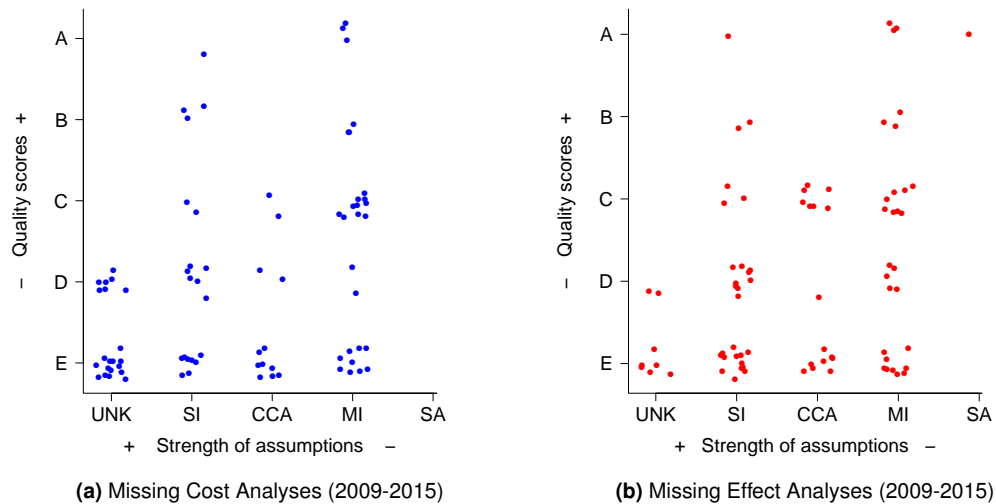 A
B
C
D
E
− Quality scores +
UNK SI CCA MI SA
+ Strength of assumptions −
(a) Missing Cost Analyses (2009-2015)
A
B
C
D
E
− Quality scores +
UNK SI CCA MI SA
+ Strength of assumptions −
(b) Missing Effect Analyses (2009-2015)